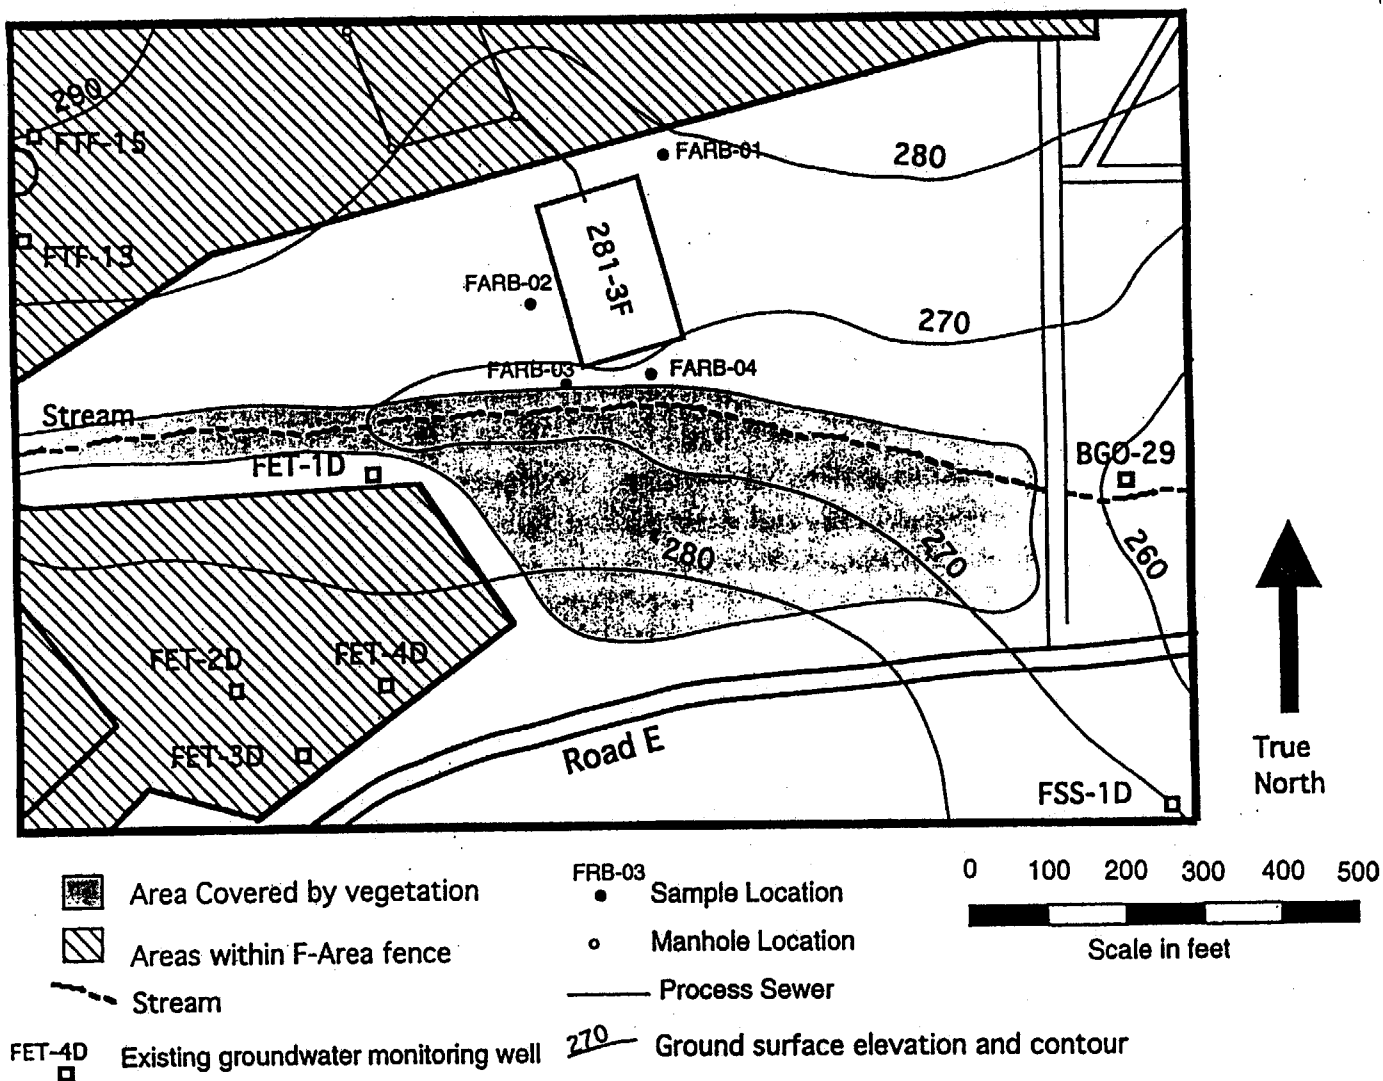 290
FTF-15
FARB-01
280
FTF-13
281-3F
FARB-02
270
FARB-03
FARB-04
Stream
FET-1D
BGO-29
280
270
260
FET-2D
FET-4D
FET-3D
Road E
FSS-1D
True
North
Area Covered by vegetation
Areas within F-Area fence
Stream
FET-4D
Existing groundwater monitoring well
FRB-03
Sample Location
Manhole Location
Process Sewer
270
Ground surface elevation and contour
0 100 200 300 400 500
Scale in feet